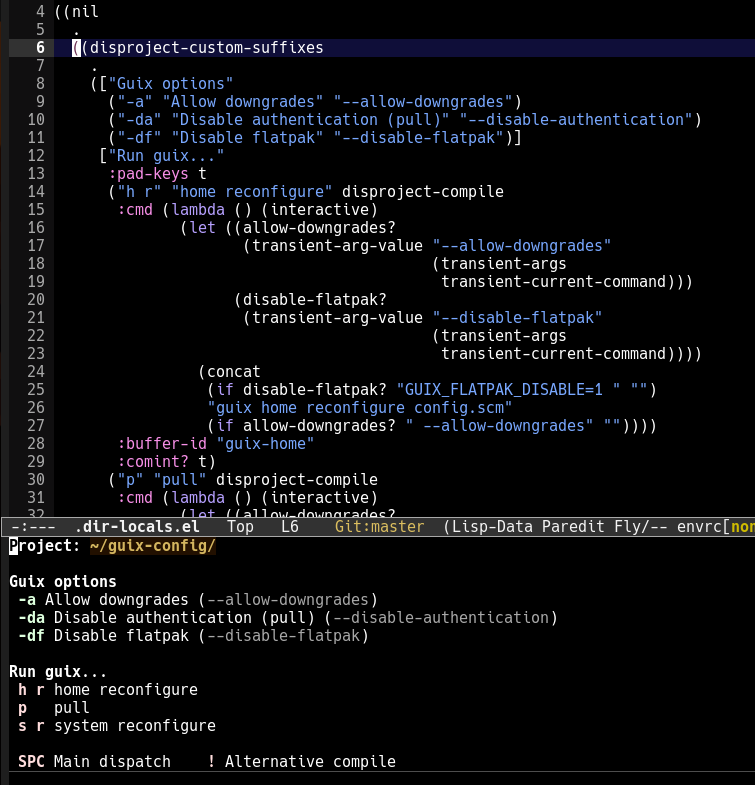 4 ((nil
5 .
6 ((disproject-custom-suffixes
7 .
8 (["Guix options"
9 ("-a" "Allow downgrades" "--allow-downgrades")
10 ("-da" "Disable authentication (pull)" "--disable-authentication")
11 ("-df" "Disable flatpak" "--disable-flatpak")]
12 ["Run guix..."
13 :pad-keys t
14 ("h r" "home reconfigure" disproject-compile
15 :cmd (lambda () (interactive)
16 (let ((allow-downgrades?
17 (transient-arg-value "--allow-downgrades"
18 (transient-args
19 transient-current-command)))
20 (disable-flatpak?
21 (transient-arg-value "--disable-flatpak"
22 (transient-args
23 transient-current-command))))
24 (concat
25 (if disable-flatpak? "GUIX_FLATPAK_DISABLE=1 " "")
26 "guix home reconfigure config.scm"
27 (if allow-downgrades? " --allow-downgrades" ""))))
28 :buffer-id "guix-home"
29 :comint? t)
30 ("p" "pull" disproject-compile
31 :cmd (lambda () (interactive)
32 (let ((allow-downgrades?
-:--- .dir-locals.el Top L6 Git:master (Lisp-Data Paredit Fly/-- envrc[non
Project: ~/guix-config/
Guix options
-a Allow downgrades (--allow-downgrades)
-da Disable authentication (pull) (--disable-authentication)
-df Disable flatpak (--disable-flatpak)
Run guix...
h r home reconfigure
p pull
s r system reconfigure
SPC Main dispatch ! Alternative compile